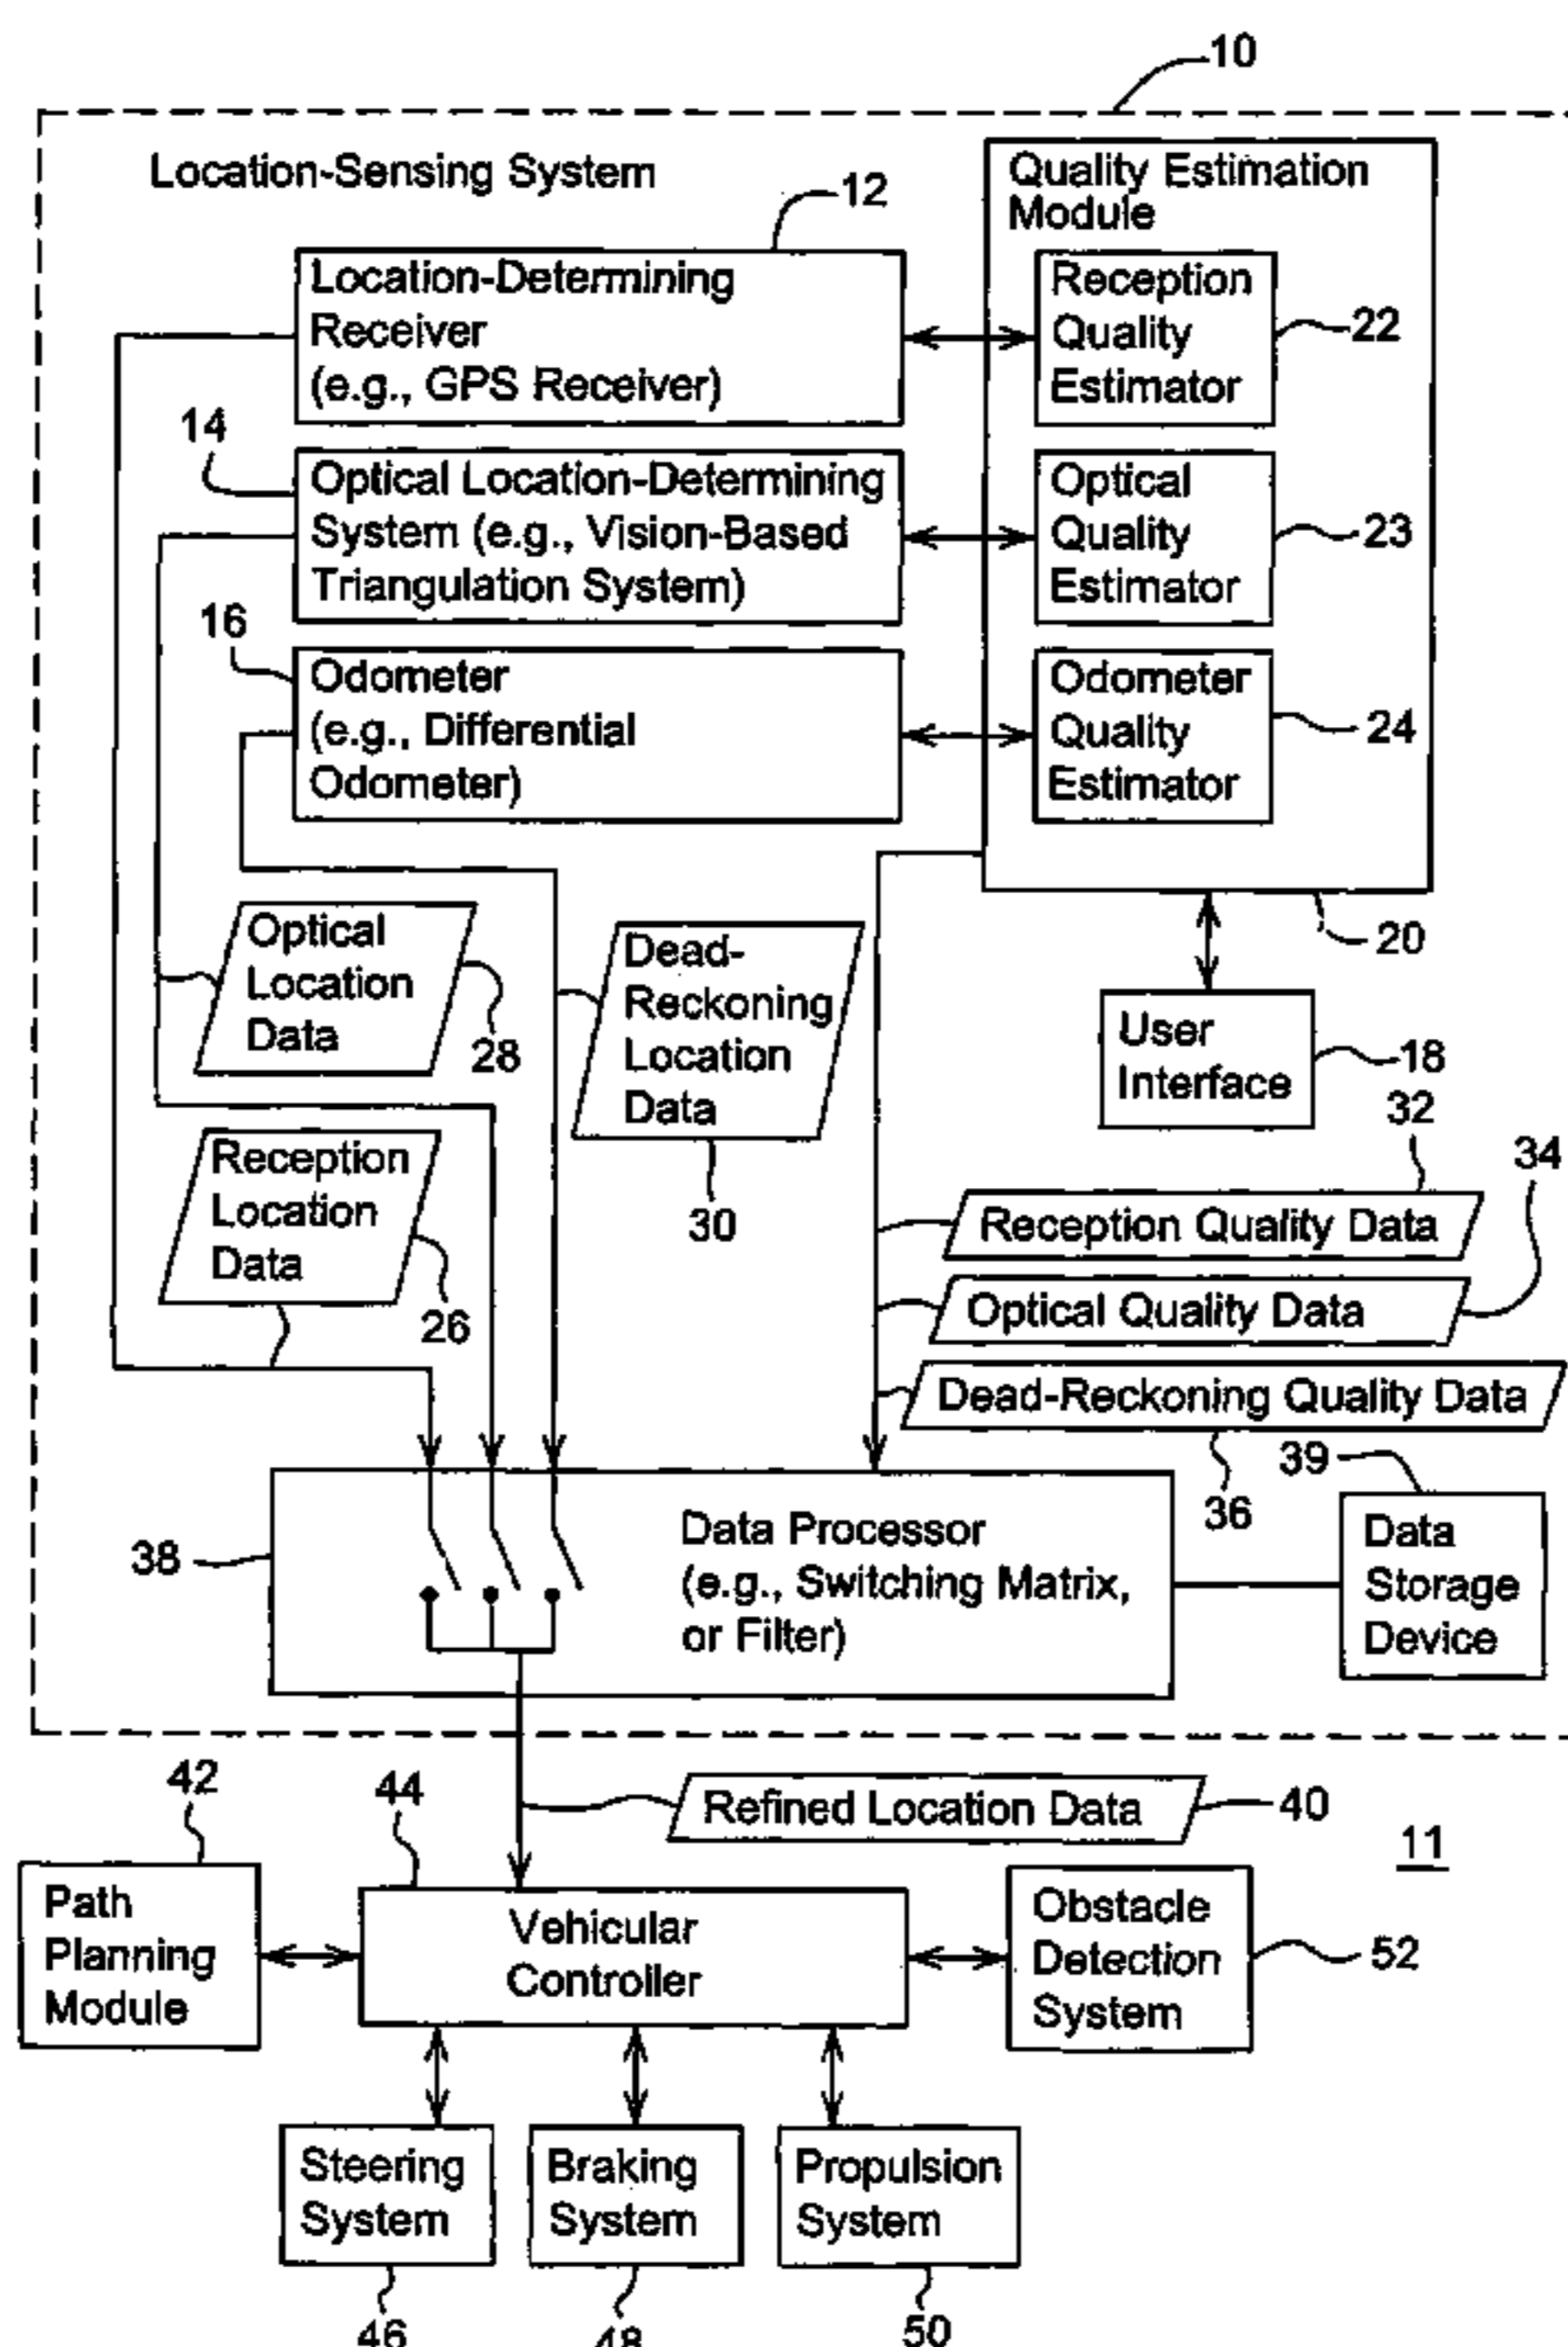 10
Location-Sensing System
12
Quality Estimation
Module
Location-Determining
Receiver
(e.g., GPS Receiver)
Reception
Quality
Estimator
22
14
Optical Location-Determining
System (e.g., Vision-Based
Triangulation System)
Optical
Quality
Estimator
23
16
Odometer
(e.g., Differential
Odometer)
Odometer
Quality
Estimator
24
20
Optical
Location
Data
28
Dead-
Reckoning
Location
Data
30
User
Interface
18
32
34
Reception
Location
Data
26
Reception Quality Data
Optical Quality Data
Dead-Reckoning Quality Data
36
39
38
Data Processor
(e.g., Switching Matrix,
or Filter)
Data
Storage
Device
42
44
Refined Location Data
40
11
Path
Planning
Module
Vehicular
Controller
Obstacle
Detection
System
52
Steering
System
Braking
System
Propulsion
System
46
48
50